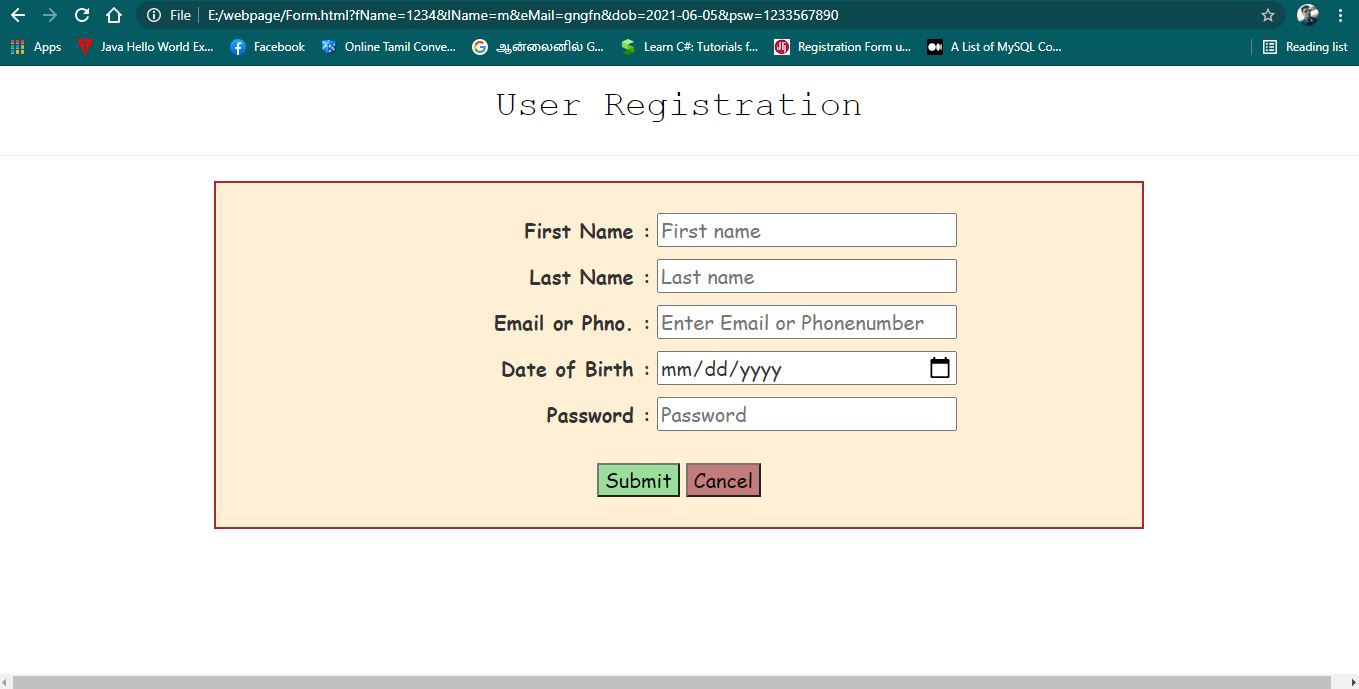 File E:/webpage/Form.html?fName=1234&lName=m&eMail=gngfn&dob=2021-06-05&psw=1233567890
Apps Java Hello World Ex... Facebook Online Tamil Conve... ஆன்லைனில் G... Learn C#: Tutorials f... Registration Form u... A List of MySQL Co... Reading list
User Registration
First Name : First name
Last Name : Last name
Email or Phno. : Enter Email or Phonenumber
Date of Birth : mm/dd/yyyy
Password : Password
Submit Cancel